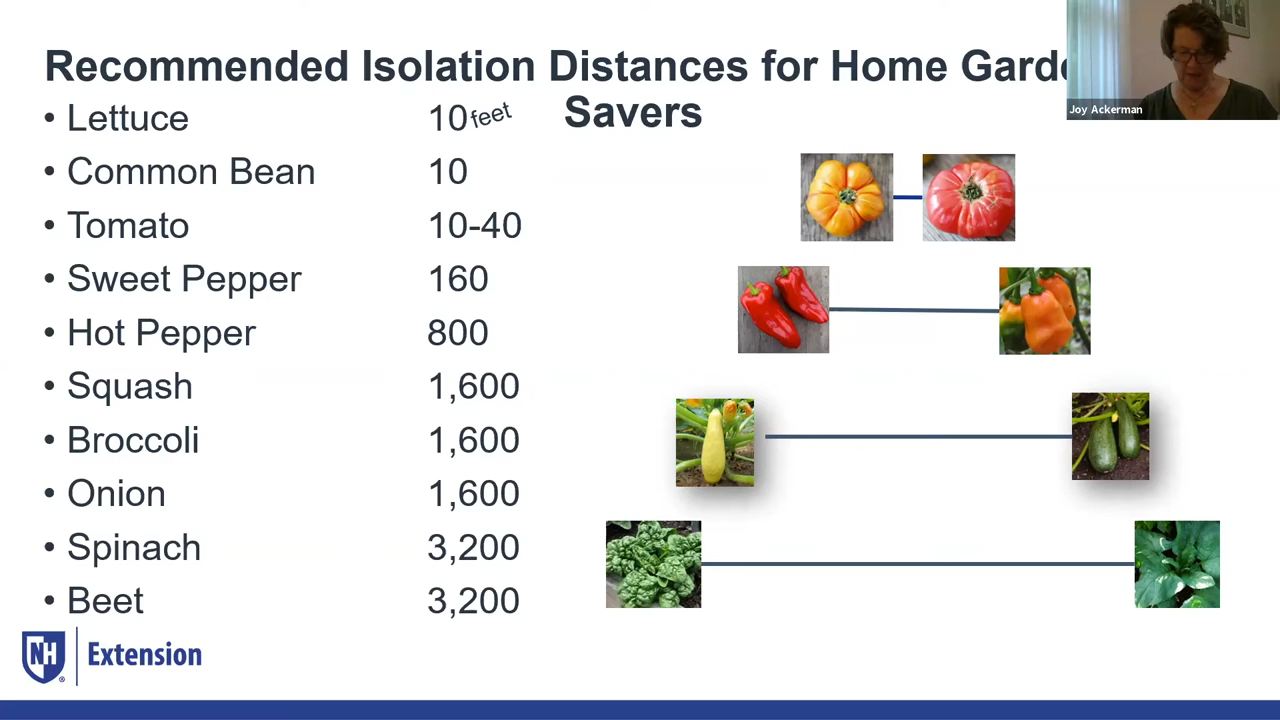 Recommended Isolation Distances for Home Garde
Savers
• Lettuce 10 feet
• Common Bean 10
• Tomato 10-40
• Sweet Pepper 160
• Hot Pepper 800
• Squash 1,600
• Broccoli 1,600
• Onion 1,600
• Spinach 3,200
• Beet 3,200
Joy Ackerman
NH Extension